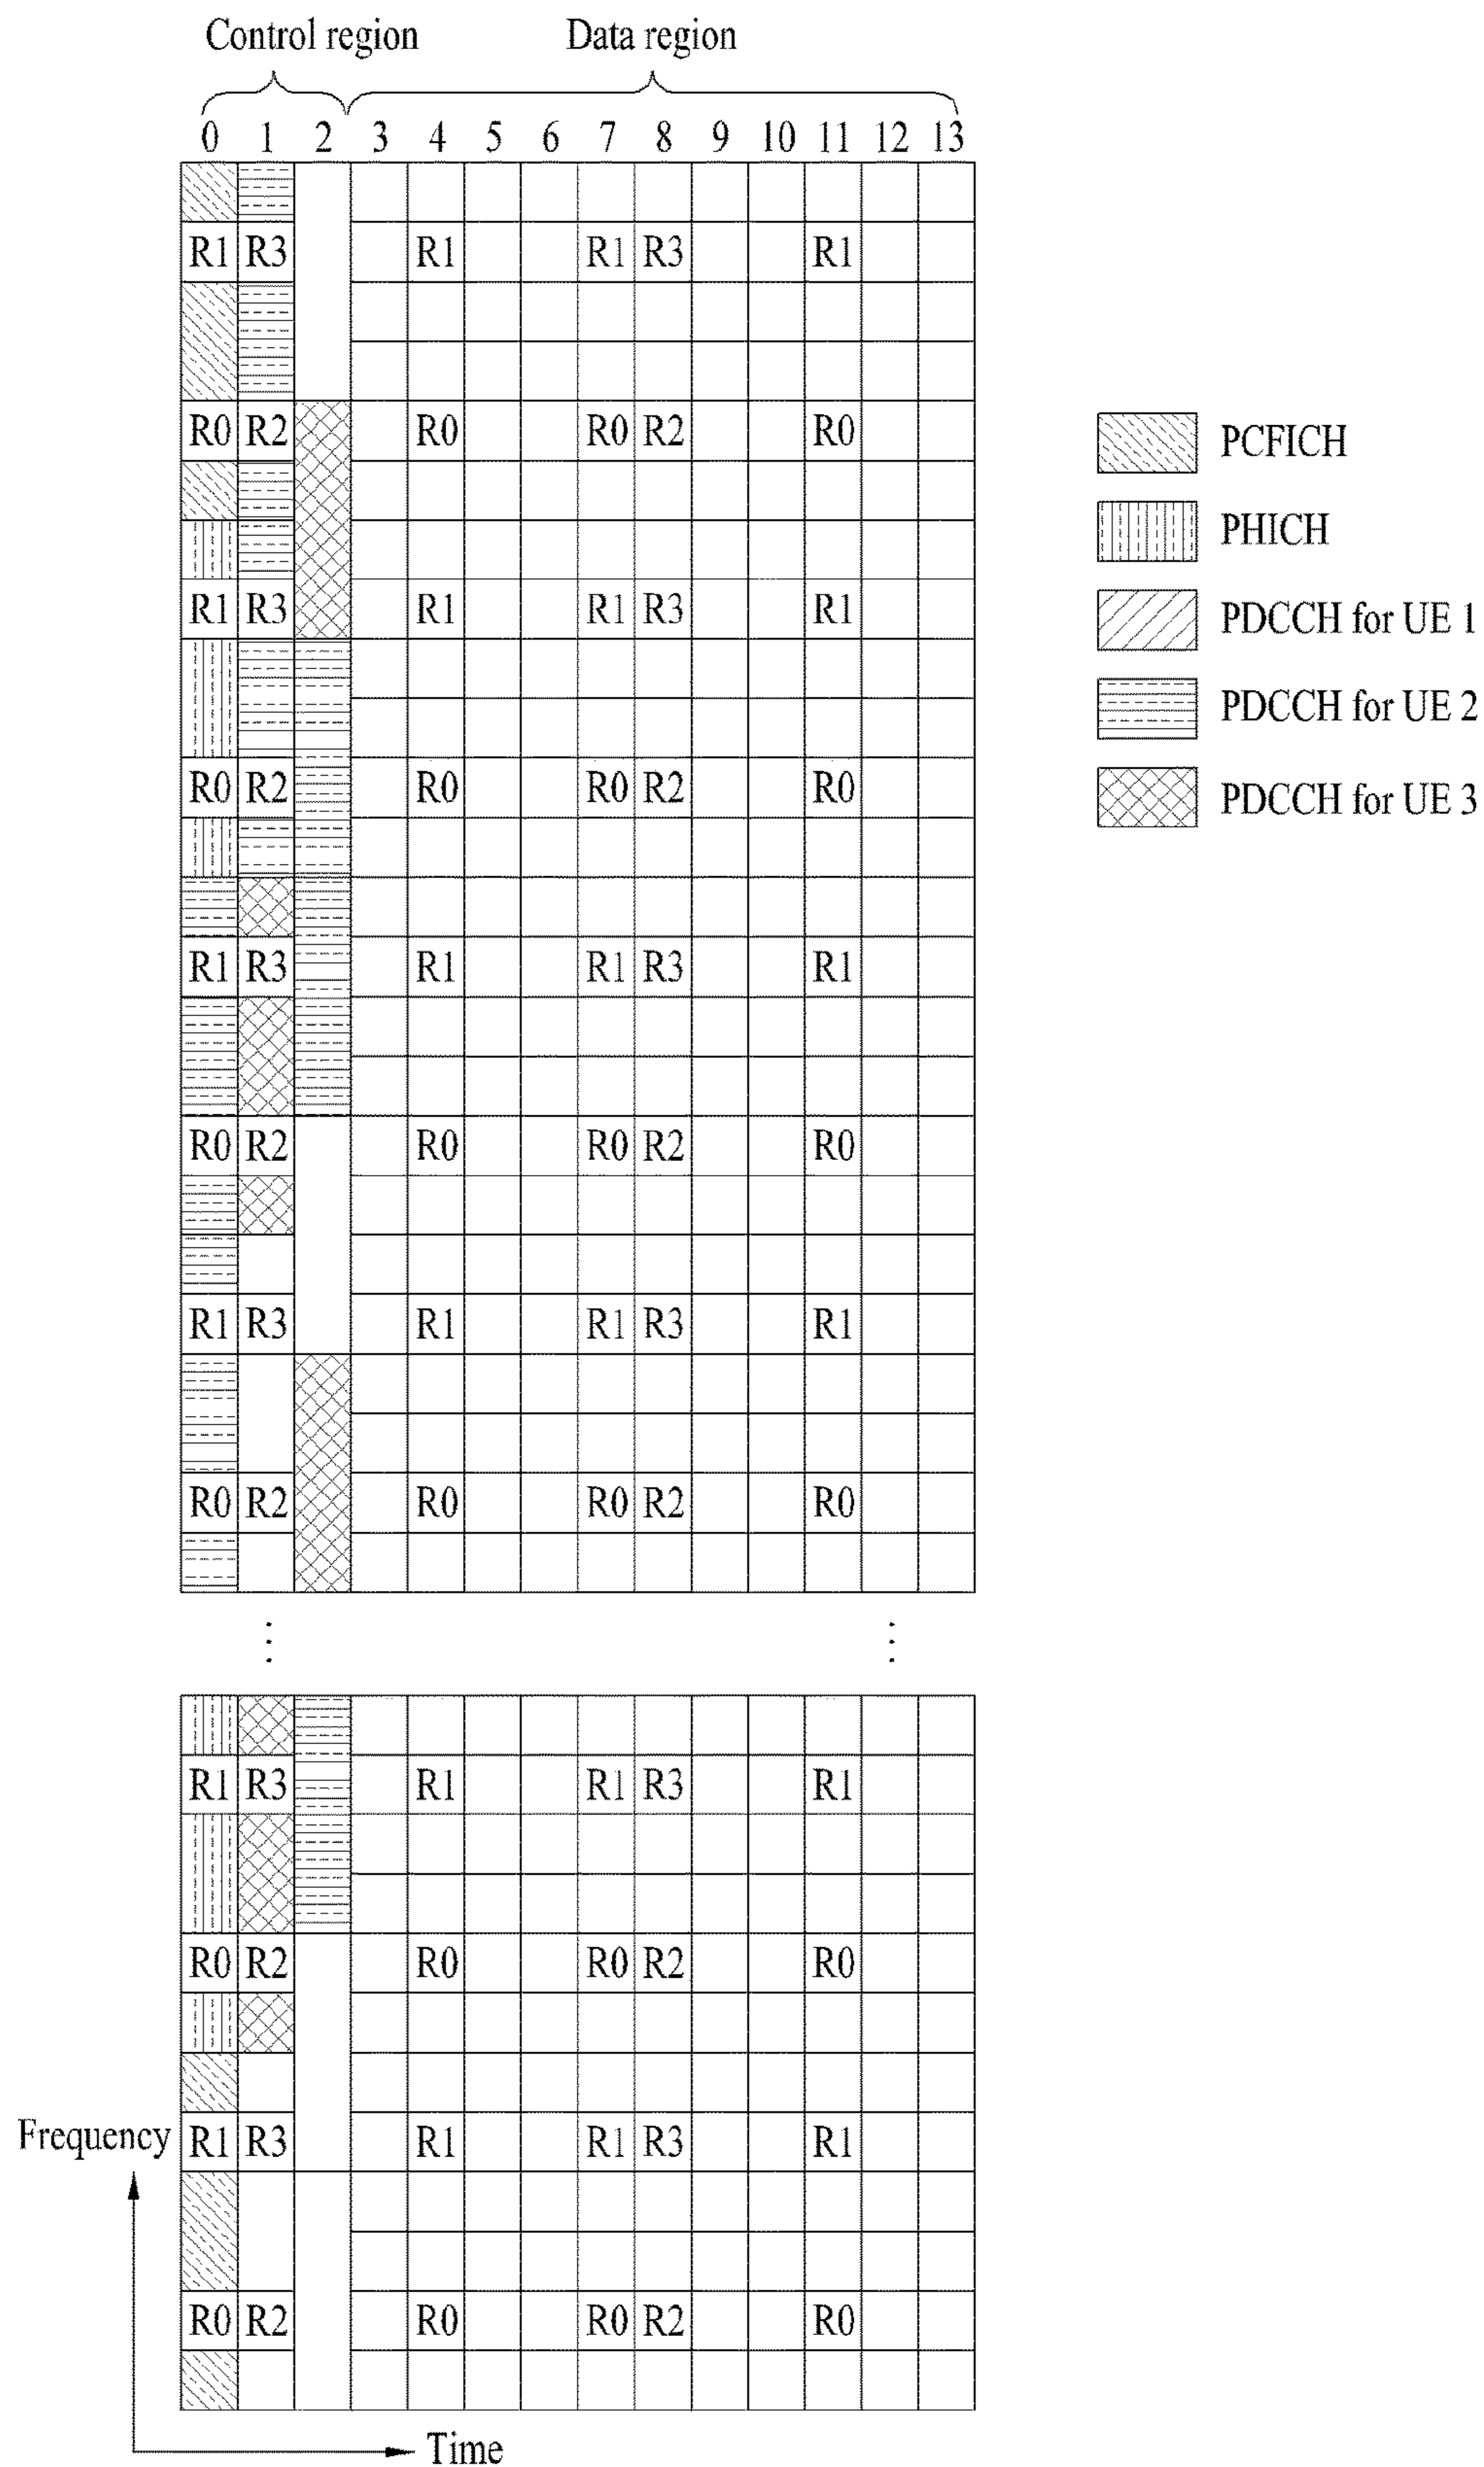 Control region Data region
0 1 2 3 4 5 6 7 8 9 10 11 12 13
R1 R3 R1 R1 R3 R1
R0 R2 R0 R0 R2 R0
R1 R3 R1 R1 R3 R1
R0 R2 R0 R0 R2 R0
R1 R3 R1 R1 R3 R1
R0 R2 R0 R0 R2 R0
R1 R3 R1 R1 R3 R1
R0 R2 R0 R0 R2 R0
R1 R3 R1 R1 R3 R1
R0 R2 R0 R0 R2 R0
R1 R3 R1 R1 R3 R1
R0 R2 R0 R0 R2 R0
PCFICH
PHICH
PDCCH for UE 1
PDCCH for UE 2
PDCCH for UE 3
Frequency
Time